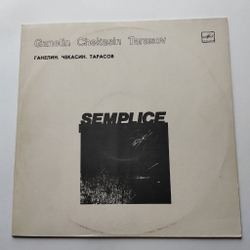 Ganelin Chekasin Tarasov
ГАНЕЛИН, ЧЕКАСИН, ТАРАСОВ
SEMPLICE